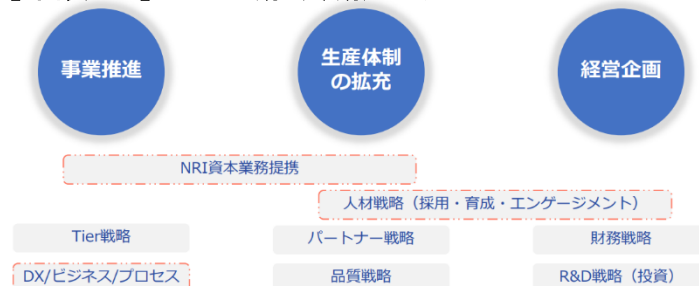 事業推進
生産体制
の拡充
経営企画
NRI資本業務提携
人材戦略（採用・育成・エンゲージメント）
Tier戦略
パートナー戦略
財務戦略
DX/ビジネス/プロセス
品質戦略
R&D戦略（投資）